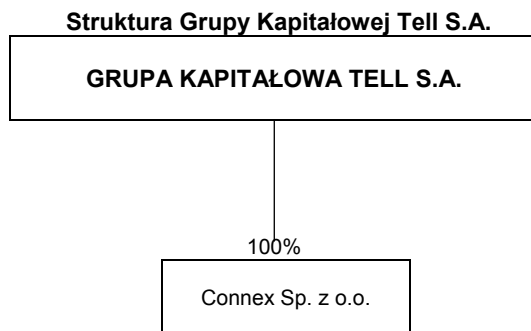 Struktura Grupy Kapitałowej Tell S.A.
GRUPA KAPITAŁOWA TELL S.A.
100%
Connex Sp. z o.o.